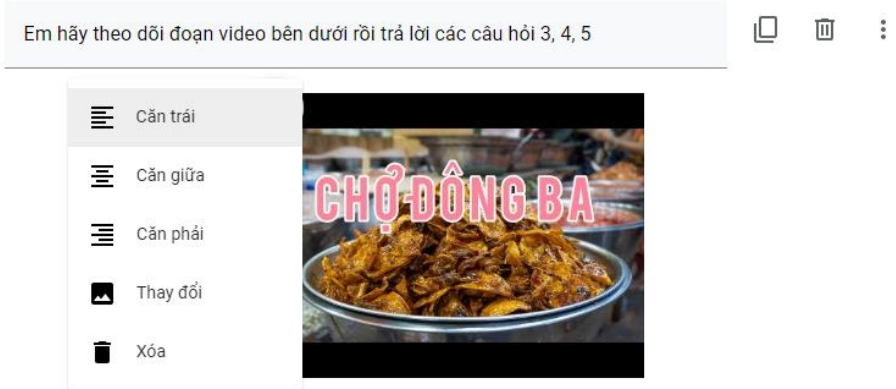 Em hãy theo dõi đoạn video bên dưới rồi trả lời các câu hỏi 3, 4, 5
Căn trái
Căn giữa
Căn phải
Thay đổi
Xóa
CHỢ ĐÔNG BA